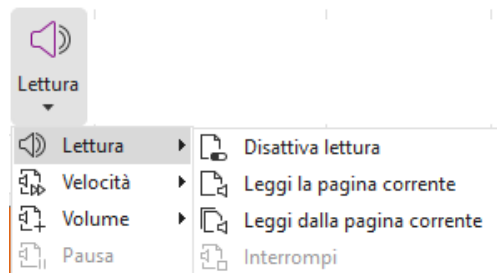 Lettura
Lettura
Velocità
Volume
Pausa
Disattiva lettura
Leggi la pagina corrente
Leggi dalla pagina corrente
Interrompi